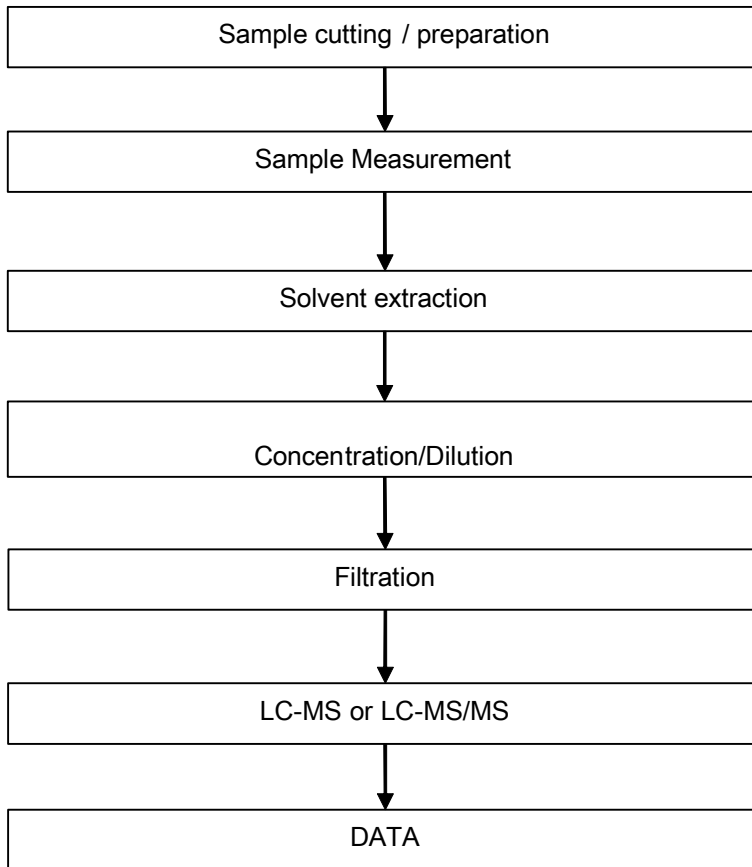 Sample cutting / preparation
Sample Measurement
Solvent extraction
Concentration/Dilution
Filtration
LC-MS or LC-MS/MS
DATA